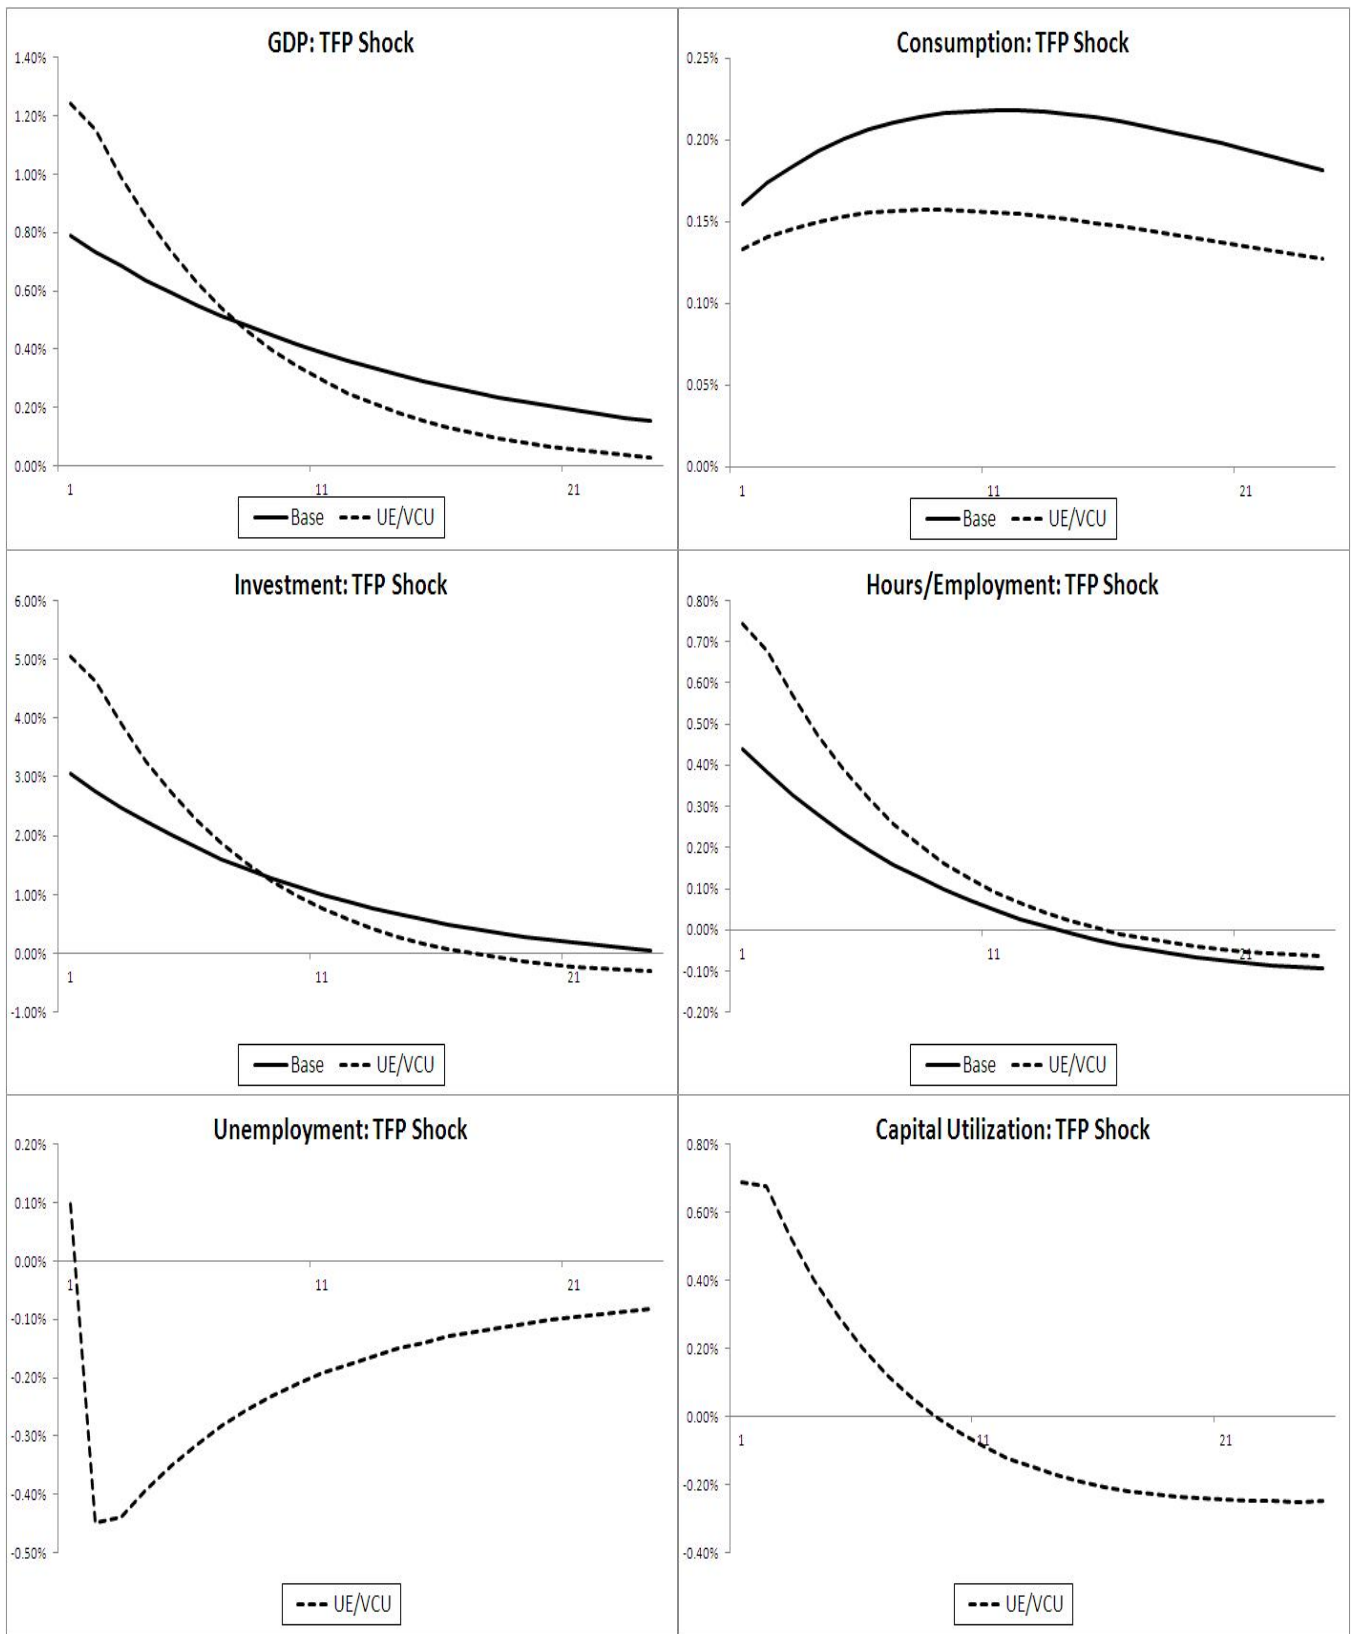 GDP: TFP Shock
1.40%
1.20%
1.00%
0.80%
0.60%
0.40%
0.20%
0.00%
1 11 21
Base UE/VCU
Consumption: TFP Shock
0.25%
0.20%
0.15%
0.10%
0.05%
0.00%
1 11 21
Base UE/VCU
Investment: TFP Shock
6.00%
5.00%
4.00%
3.00%
2.00%
1.00%
0.00%
1 11 21
-1.00%
Base UE/VCU
Hours/Employment: TFP Shock
0.80%
0.70%
0.60%
0.50%
0.40%
0.30%
0.20%
0.10%
0.00%
1 11 21
-0.10%
-0.20%
Base UE/VCU
Unemployment: TFP Shock
0.20%
0.10%
0.00%
1 11 21
-0.10%
-0.20%
-0.30%
-0.40%
-0.50%
UE/VCU
Capital Utilization: TFP Shock
0.80%
0.60%
0.40%
0.20%
0.00%
1 11 21
-0.20%
-0.40%
UE/VCU